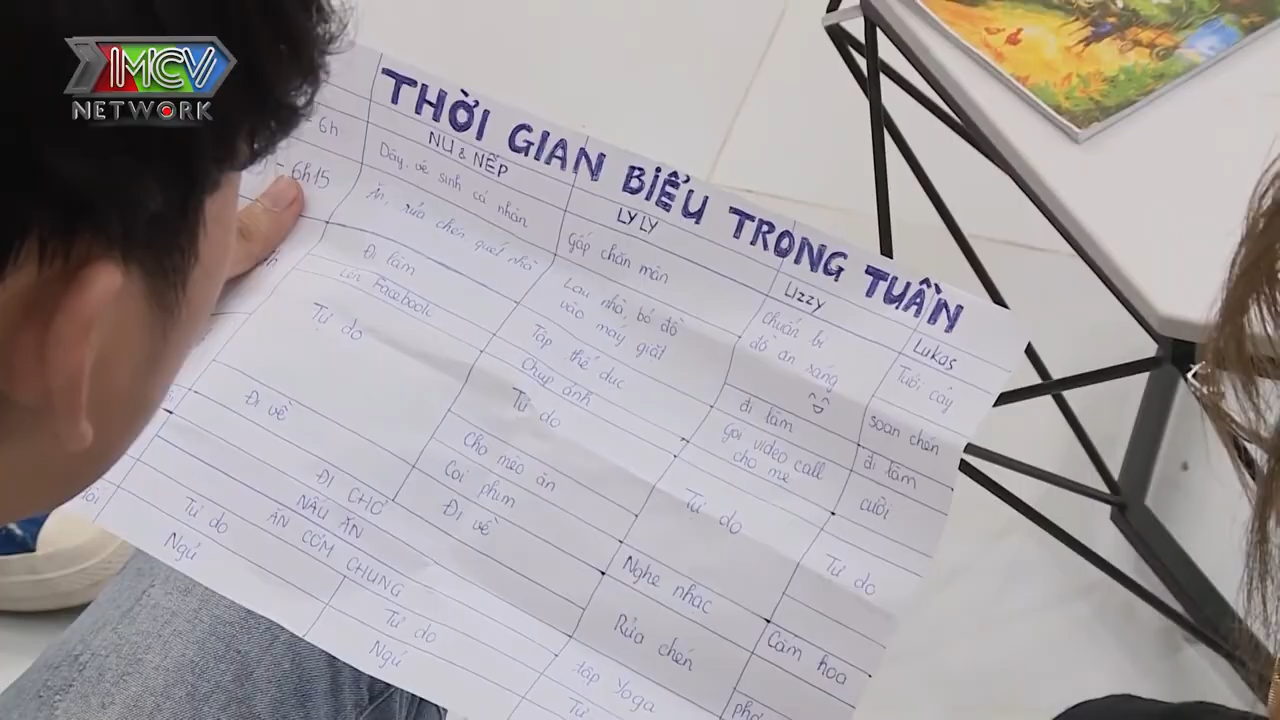 MCV
NETWORK
THỜI GIAN BIỂU TRONG TUẦN
NU & NẾP
LYLY
LIZZY
Lukas
- 6h
Dậy, vệ sinh cá nhân
Gấp chăn màn
chuẩn bị
đồ ăn sáng
Tưới cây
- 6h15
Ăn, rửa chén quét nhà
Lau nhà, bỏ đồ
vào máy giặt
đi làm
soạn chén
Đi làm
Tập thể dục
gọi video call
cho mẹ
đi làm
Lên Facebook
Chụp ảnh
cười
Tự do
Tự do
Tự do
Tự do
Đi về
Cho mèo ăn
Coi phim
Đi về
Nghe nhạc
Cắm hoa
ĐI CHỢ
NẤU ĂN
ĂN CƠM CHUNG
Rửa chén
tập Yoga
Tự do
Tự do
Tự
Ngủ
Ngủ